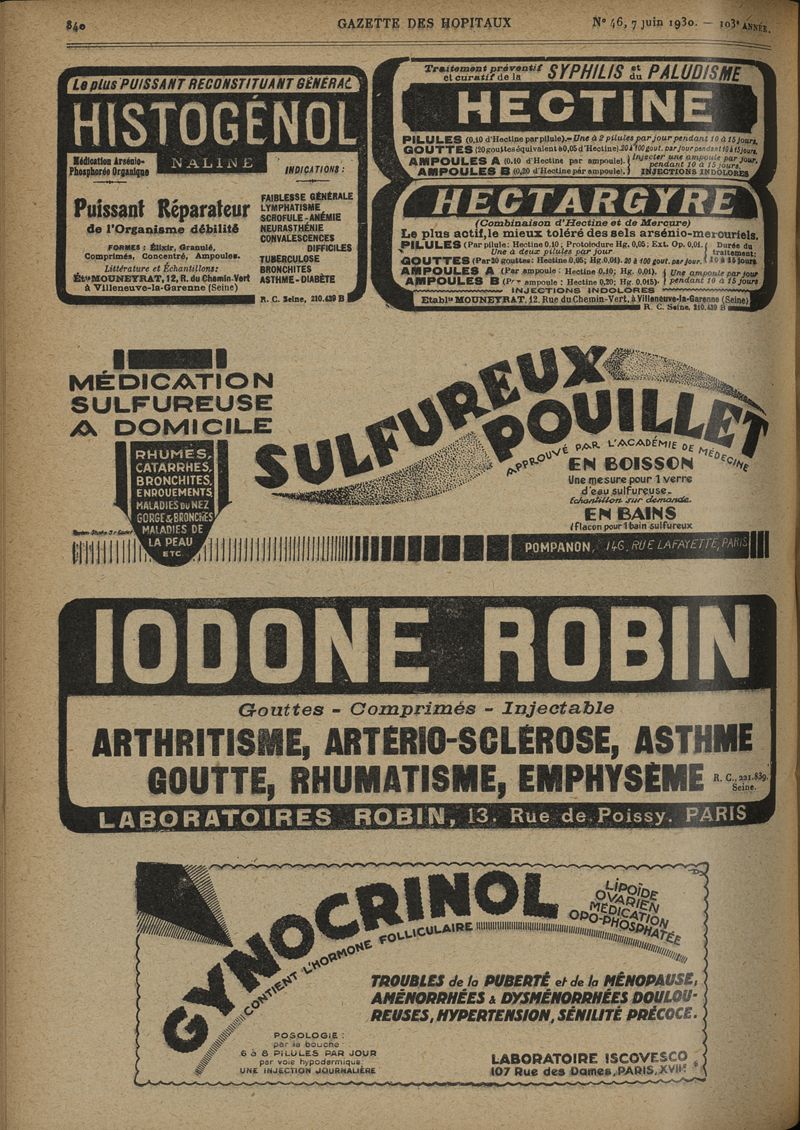 840 GAZETTE DES HOPITAUX N° 46, 7 juin 1930. — 103e ANNÉE.
Le plus PUISSANT RECONSTITUANT GÉNÉRAL
HISTOGÉNOL
Médication Arsénio-
Phosphorée Organique
NALINE
INDICATIONS :
Puissant Réparateur
de l'Organisme débilité
FORMES : Élixir, Granulé,
Comprimés, Concentré, Ampoules.
Littérature et Échantillons:
Étts MOUNEYRAT, 12, R. du Chemin-Vert
à Villeneuve-la-Garenne (Seine)
FAIBLESSE GÉNÉRALE
LYMPHATISME
SCROFULE - ANÉMIE
NEURASTHÉNIE
CONVALESCENCES
DIFFICILES
TUBERCULOSE
BRONCHITES
ASTHME - DIABÈTE
R. C. Seine, 210.439 B
Traitement préventif et curatif de la SYPHILIS et du PALUDISME
HECTINE
PILULES (0,10 d'Hectine par pilule).- Une à 2 pilules par jour pendant 10 à 15 jours.
GOUTTES (20 gouttes équivalent à 0,05 d'Hectine) 20 à 100 gout. par jour pendant 10 à 15 jours.
AMPOULES A (0,10 d'Hectine par ampoule). Injecter une ampoule par jour,
AMPOULES B (0,20 d'Hectine par ampoule). pendant 10 à 15 jours.
INJECTIONS INDOLORES
HECTARGYRE
(Combinaison d'Hectine et de Mercure)
Le plus actif, le mieux toléré des sels arsénio-mercuriels.
PILULES (Par pilule: Hectine 0,10; Protoiodure Hg. 0,05; Ext. Op. 0,01.
Une à deux pilules par jour
GOUTTES (Par 20 gouttes: Hectine 0,05; Hg. 0,01). 20 à 100 gout. par jour.
Durée du
traitement:
10 à 15 jours
AMPOULES A (Par ampoule : Hectine 0,10; Hg. 0,01). Une ampoule par jour
AMPOULES B (Par ampoule : Hectine 0,20; Hg. 0,015). pendant 10 à 15 jours
INJECTIONS INDOLORES
Etablts MOUNEYRAT, 12, Rue du Chemin-Vert, à Villeneuve-la-Garenne (Seine)
R. C. Seine, 210.439 B
MÉDICATION
SULFUREUSE
A DOMICILE
RHUMES,
CATARRHES,
BRONCHITES,
ENROUEMENTS
MALADIES DU NEZ
GORGE & BRONCHES
MALADIES DE
LA PEAU
ETC.
SULFUREUX
POUILLET
APPROUVÉ PAR L'ACADÉMIE DE MÉDECINE
EN BOISSON
Une mesure pour 1 verre
d'eau sulfureuse_
Echantillon sur demande.
EN BAINS
1 flacon pour 1 bain sulfureux
POMPANON, 146, RUE LAFAYETTE, PARIS
IODONE ROBIN
Gouttes - Comprimés - Injectable
ARTHRITISME, ARTÉRIO-SCLÉROSE, ASTHME
GOUTTE, RHUMATISME, EMPHYSÈME
R. C., 221.839,
Seine.
LABORATOIRES ROBIN, 13. Rue de Poissy. PARIS
GYNOCRINOL
CONTIENT L'HORMONE FOLLICULAIRE
LIPOÏDE
OVARIEN
MÉDICATION
OPO-PHOSPHATÉE
TROUBLES de la PUBERTÉ et de la MÉNOPAUSE,
AMÉNORRHÉES & DYSMÉNORRHÉES DOULOU-
REUSES, HYPERTENSION, SÉNILITÉ PRÉCOCE.
POSOLOGIE :
par la bouche
6 à 8 PILULES PAR JOUR
par voie hypodermique:
UNE INJECTION JOURNALIÈRE
LABORATOIRE ISCOVESCO
107 Rue des Dames, PARIS, XVIIe